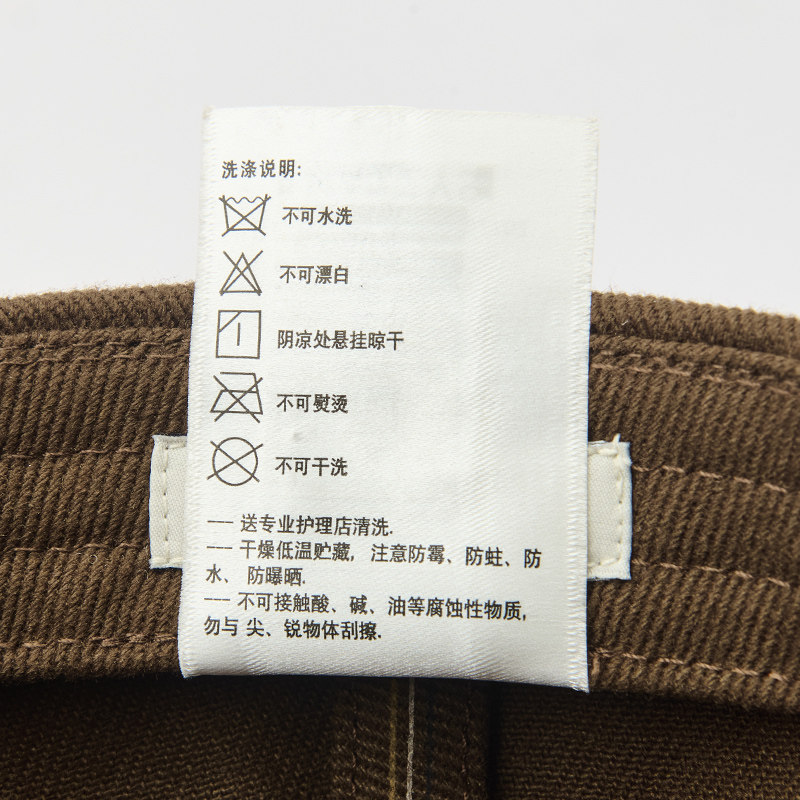 洗涤说明:
不可水洗
不可漂白
阴凉处悬挂晾干
不可熨烫
不可干洗
--- 送专业护理店清洗.
--- 干燥低温贮藏, 注意防霉、防蛀、防
水、 防曝晒.
--- 不可接触酸、碱、油等腐蚀性物质,
勿与 尖、锐物体刮擦.